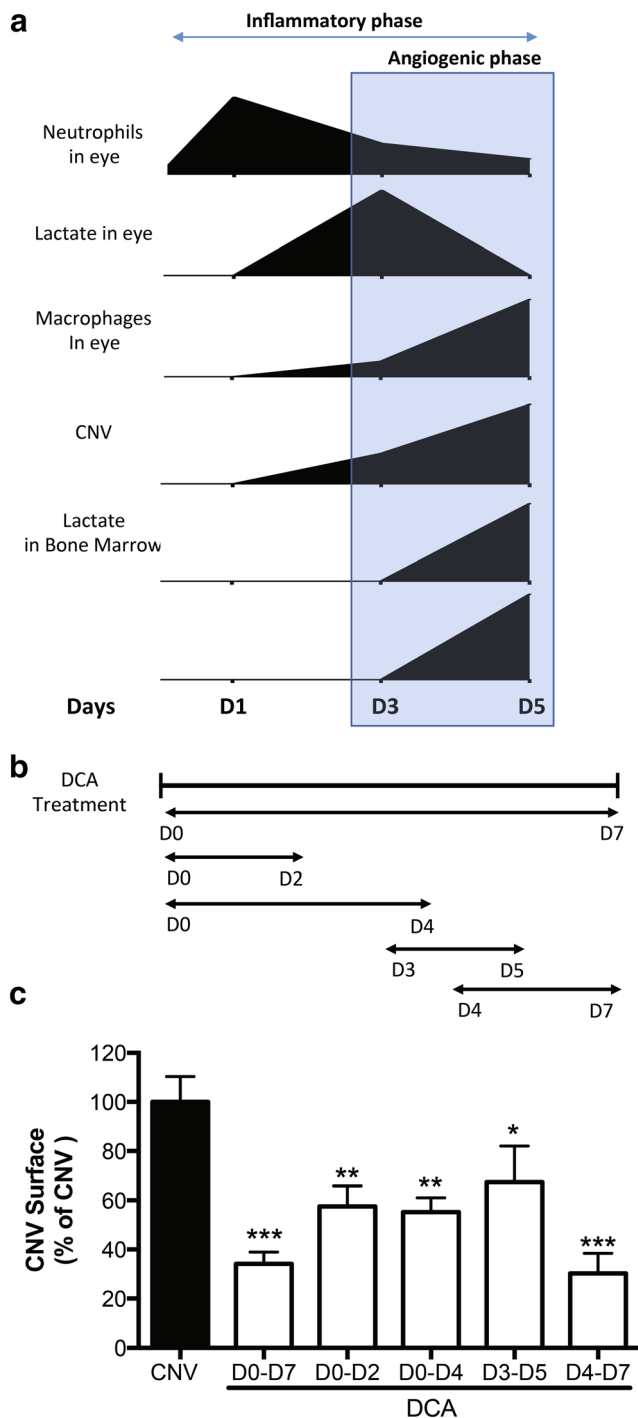 a
Inflammatory phase
Angiogenic phase
Neutrophils
in eye
Lactate in eye
Macrophages
In eye
CNV
Lactate
in Bone Marrow
Days D1 D3 D5
b
DCA
Treatment
D0 D7
D0 D2
D0 D4
D3 D5
D4 D7
c
CNV Surface
(% of CNV )
120
100
80
60
40
20
0
***
**
**
*
***
CNV D0-D7 D0-D2 D0-D4 D3-D5 D4-D7
DCA